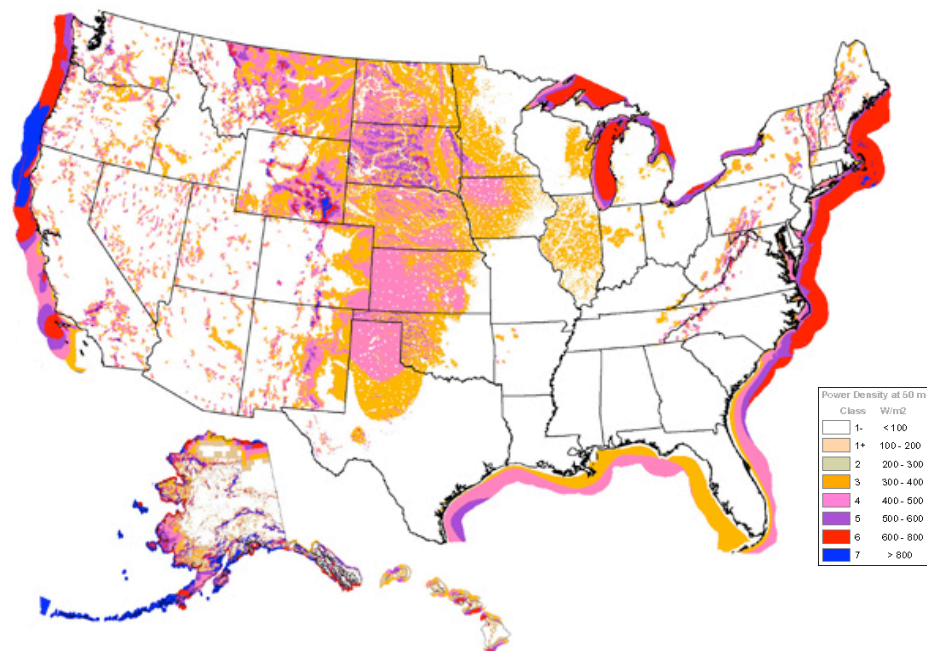 Power Density at 50 m
Class W/m2
1- < 100
1+ 100 - 200
2 200 - 300
3 300 - 400
4 400 - 500
5 500 - 600
6 600 - 800
7 > 800